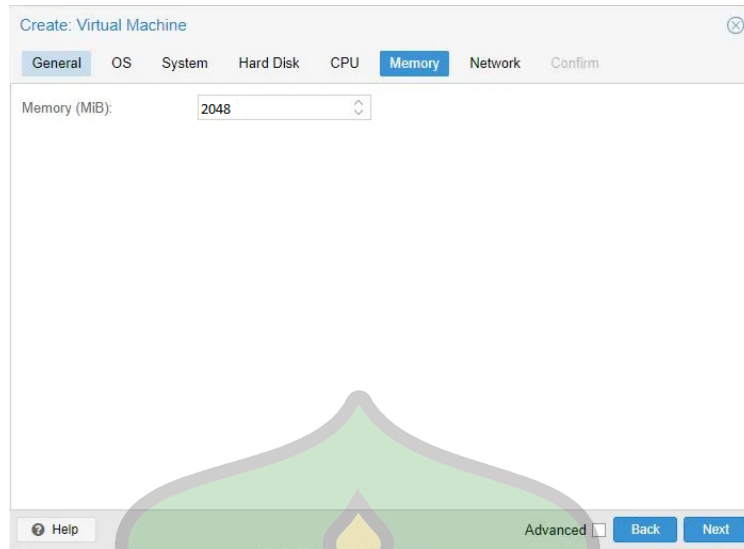 Create: Virtual Machine
General OS System Hard Disk CPU Memory Network Confirm
Memory (MiB): 2048
Help Advanced Back Next